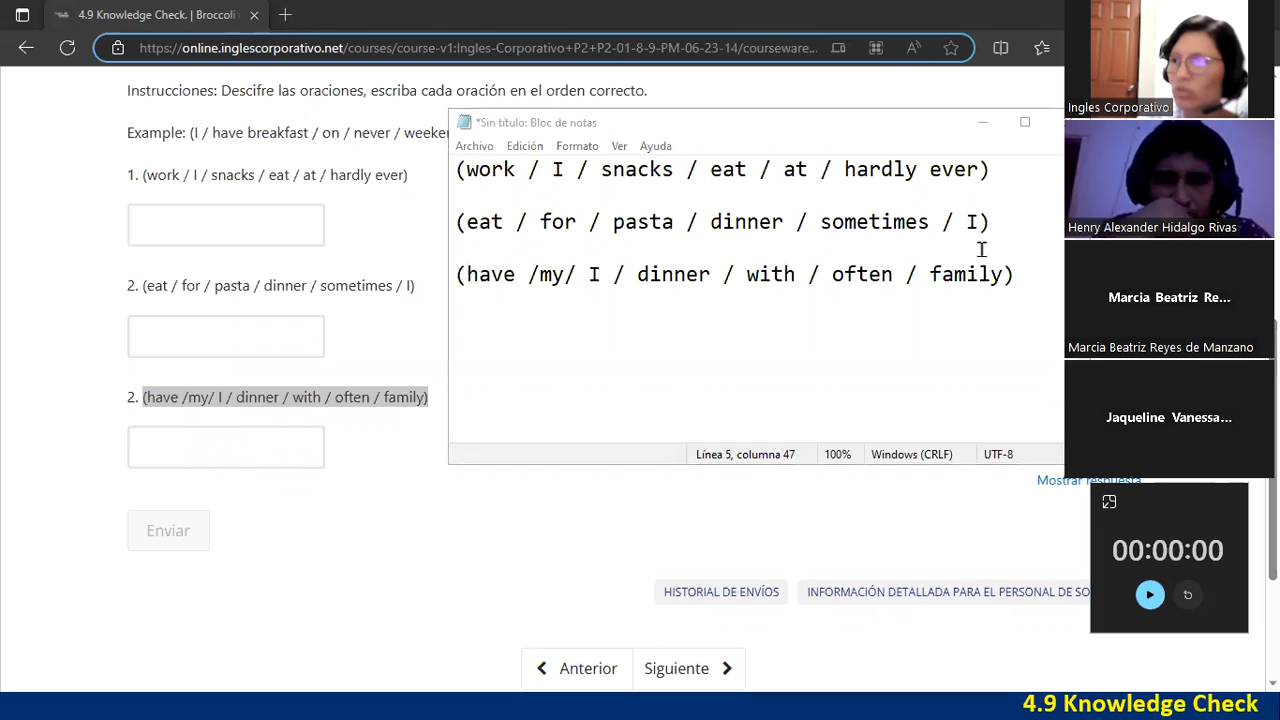 4.9 Knowledge Check. | Broccoli
https://online.inglescorporativo.net/courses/course-v1:Ingles-Corporativo+P2+P2-01-8-9-PM-06-23-14/courseware...
Instrucciones: Descifre las oraciones, escriba cada oración en el orden correcto.
Example: (I / have breakfast / on / never / weeken
1. (work / I / snacks / eat / at / hardly ever)
2. (eat / for / pasta / dinner / sometimes / I)
2. (have /my/ I / dinner / with / often / family)
Enviar
*Sin título: Bloc de notas
Archivo Edición Formato Ver Ayuda
(work / I / snacks / eat / at / hardly ever)
(eat / for / pasta / dinner / sometimes / I)
(have /my/ I / dinner / with / often / family)
Línea 5, columna 47 100% Windows (CRLF) UTF-8
Mostrar respuesta
HISTORIAL DE ENVÍOS
INFORMACIÓN DETALLADA PARA EL PERSONAL DE SO
Anterior
Siguiente
Ingles Corporativo
Henry Alexander Hidalgo Rivas
Marcia Beatriz Re...
Marcia Beatriz Reyes de Manzano
Jaqueline Vanessa...
00:00:00
4.9 Knowledge Check